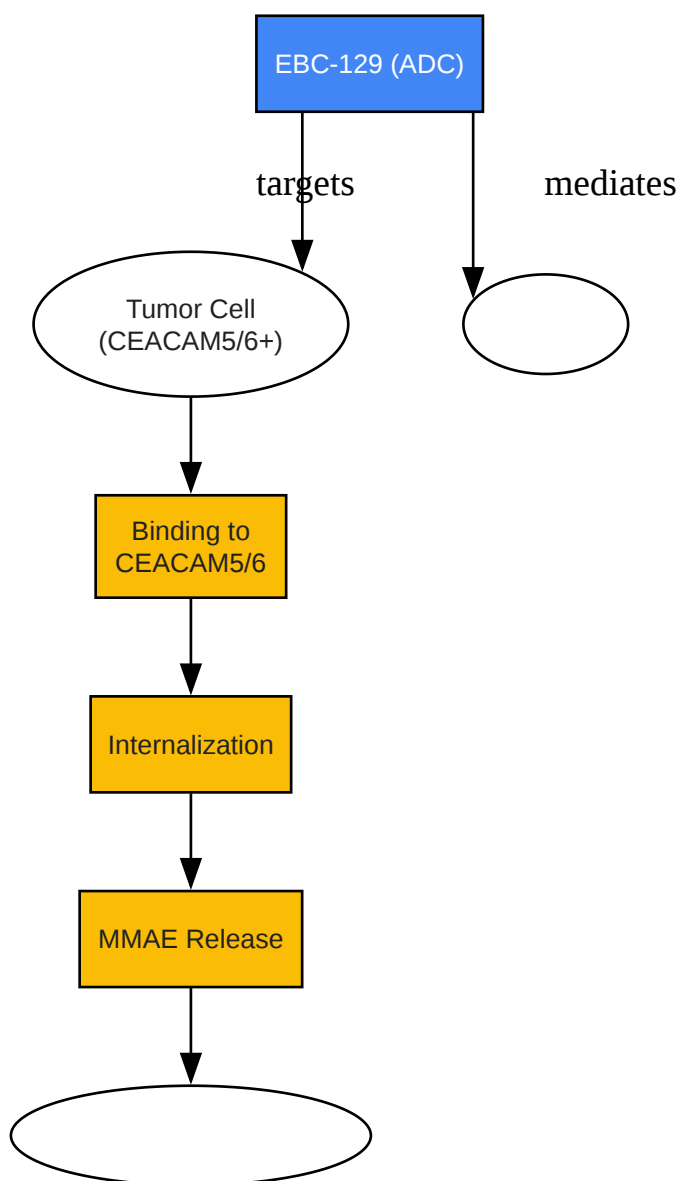 EBC-129 (ADC)
targets
mediates
Tumor Cell
(CEACAM5/6+)
Binding to
CEACAM5/6
Internalization
MMAE Release